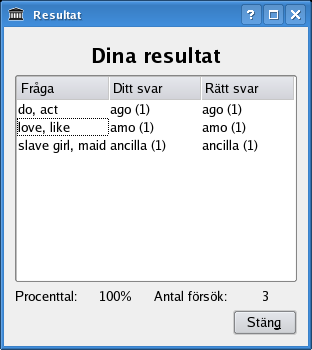 Resultat
Dina resultat
Fråga Ditt svar Rätt svar
do, act ago (1) ago (1)
love, like amo (1) amo (1)
slave girl, maid ancilla (1) ancilla (1)
Procenttal: 100% Antal försök: 3
Stäng